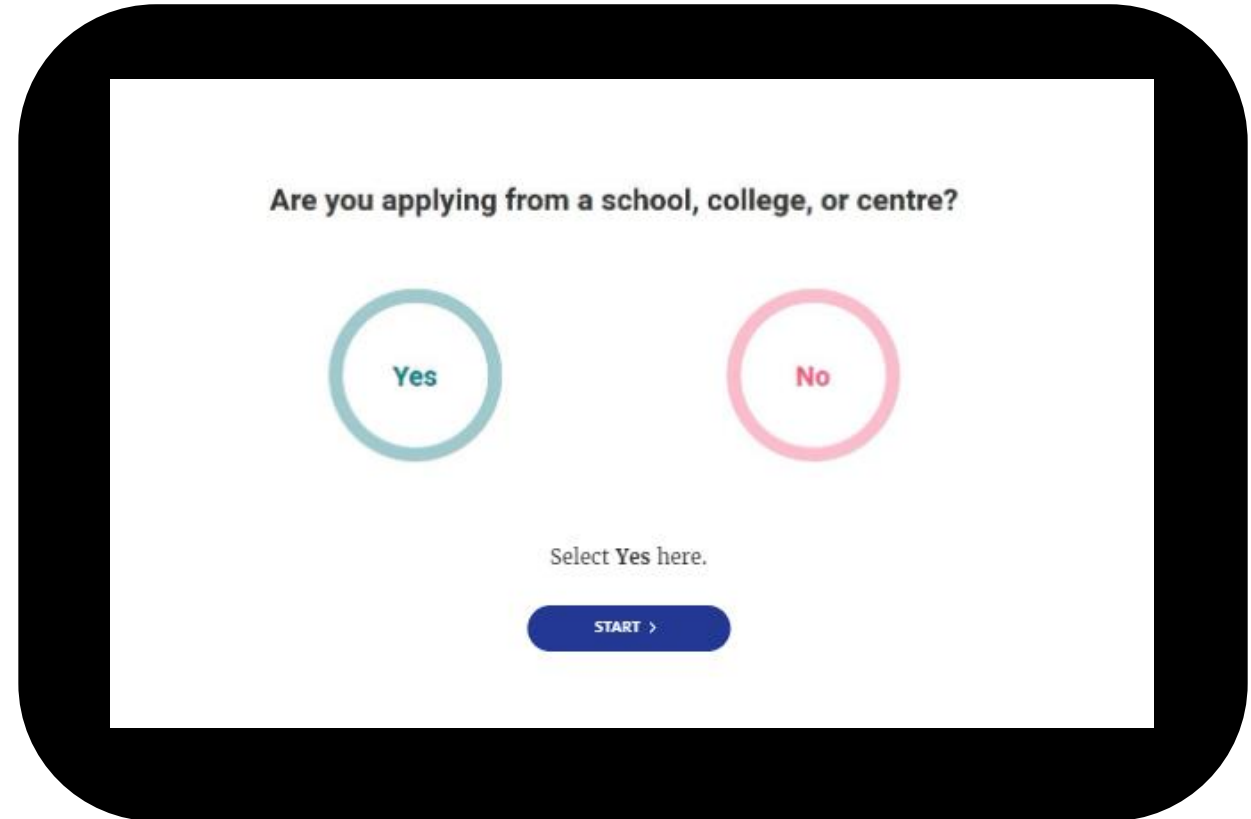 Are you applying from a school, college, or centre?
Yes
No
Select Yes here.
START >